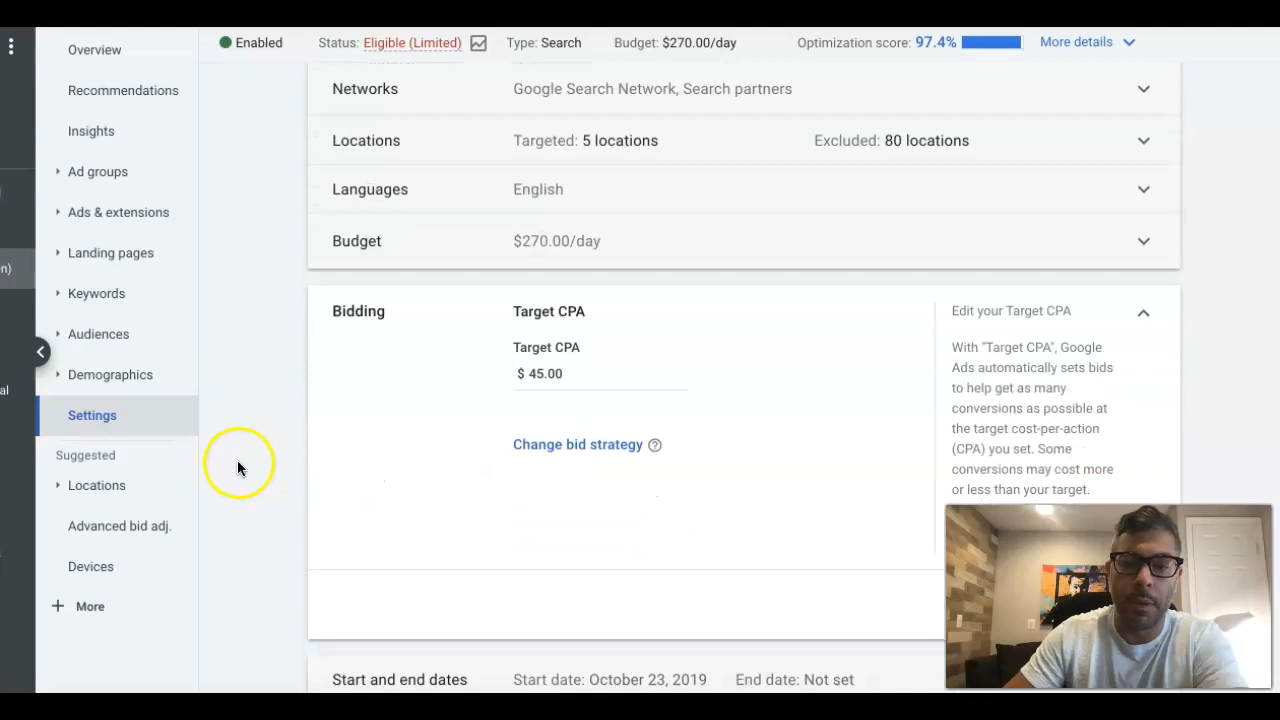 Enabled
Status: Eligible (Limited)
Type: Search
Budget: $270.00/day
Optimization score: 97.4%
More details
Overview
Recommendations
Insights
Ad groups
Ads & extensions
Landing pages
Keywords
Audiences
Demographics
Settings
Suggested
Locations
Advanced bid adj.
Devices
More
n)
al
Networks
Google Search Network, Search partners
Locations
Targeted: 5 locations
Excluded: 80 locations
Languages
English
Budget
$270.00/day
Bidding
Target CPA
Target CPA
$ 45.00
Change bid strategy
Edit your Target CPA
With "Target CPA", Google
Ads automatically sets bids
to help get as many
conversions as possible at
the target cost-per-action
(CPA) you set. Some
conversions may cost more
or less than your target.
Start and end dates
Start date: October 23, 2019
End date: Not set